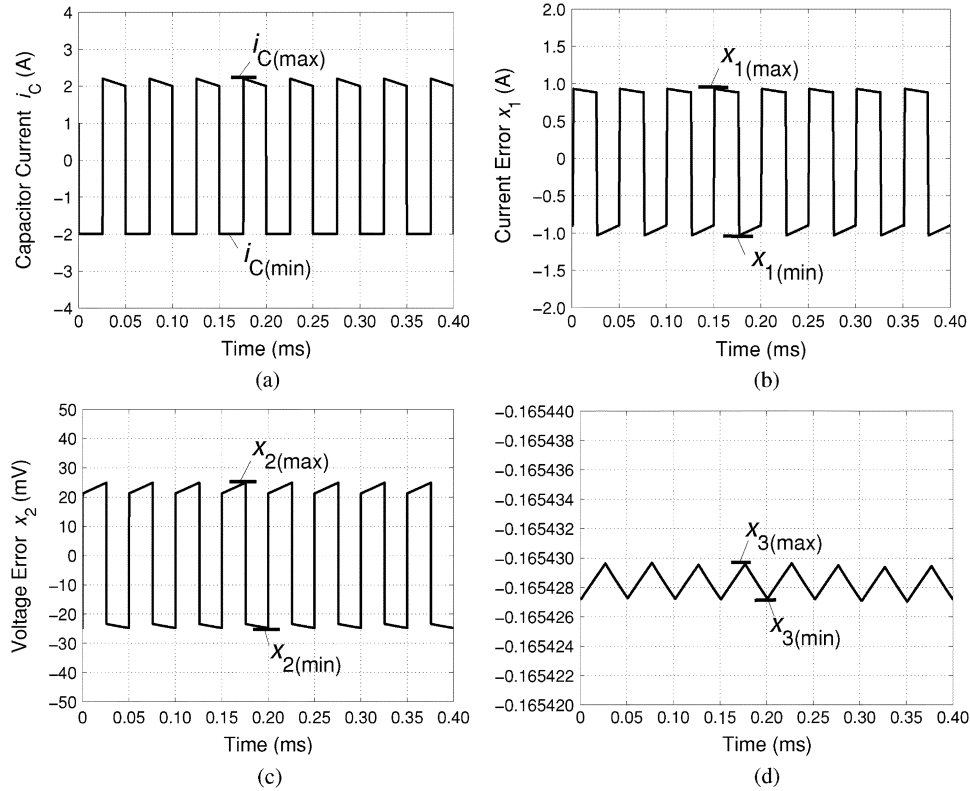 4
3
2
1
0
−1
−2
−3
−4
Capacitor Current i_C (A)
i_C(max)
i_C(min)
0 0.05 0.10 0.15 0.20 0.25 0.30 0.35 0.40
Time (ms)
(a)
2.0
1.5
1.0
0.5
0
−0.5
−1.0
−1.5
−2.0
Current Error x_1 (A)
x_1(max)
x_1(min)
0 0.05 0.10 0.15 0.20 0.25 0.30 0.35 0.40
Time (ms)
(b)
50
40
30
20
10
0
−10
−20
−30
−40
−50
Voltage Error x_2 (mV)
x_2(max)
x_2(min)
0 0.05 0.10 0.15 0.20 0.25 0.30 0.35 0.40
Time (ms)
(c)
−0.165440
−0.165438
−0.165436
−0.165434
−0.165432
−0.165430
−0.165428
−0.165426
−0.165424
−0.165422
−0.165420
x_3(max)
x_3(min)
0 0.05 0.10 0.15 0.20 0.25 0.30 0.35 0.40
Time (ms)
(d)